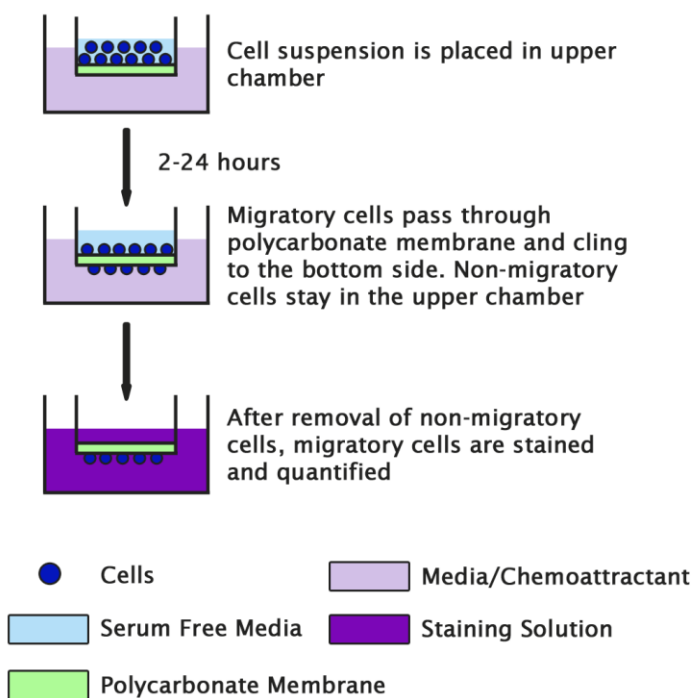 Cell suspension is placed in upper
chamber
2-24 hours
Migratory cells pass through
polycarbonate membrane and cling
to the bottom side. Non-migratory
cells stay in the upper chamber
After removal of non-migratory
cells, migratory cells are stained
and quantified
Cells
Media/Chemoattractant
Serum Free Media
Staining Solution
Polycarbonate Membrane